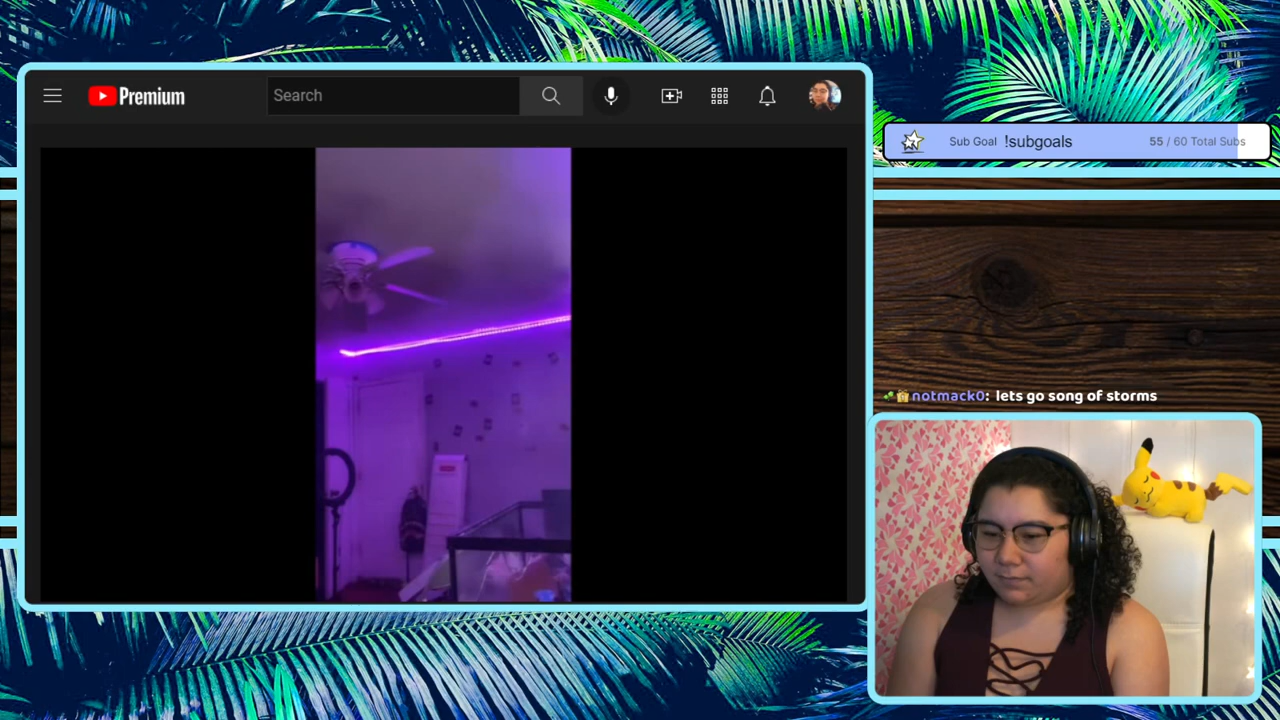 Premium
Search
Sub Goal !subgoals 55 / 60 Total Subs
notmack0: lets go song of storms